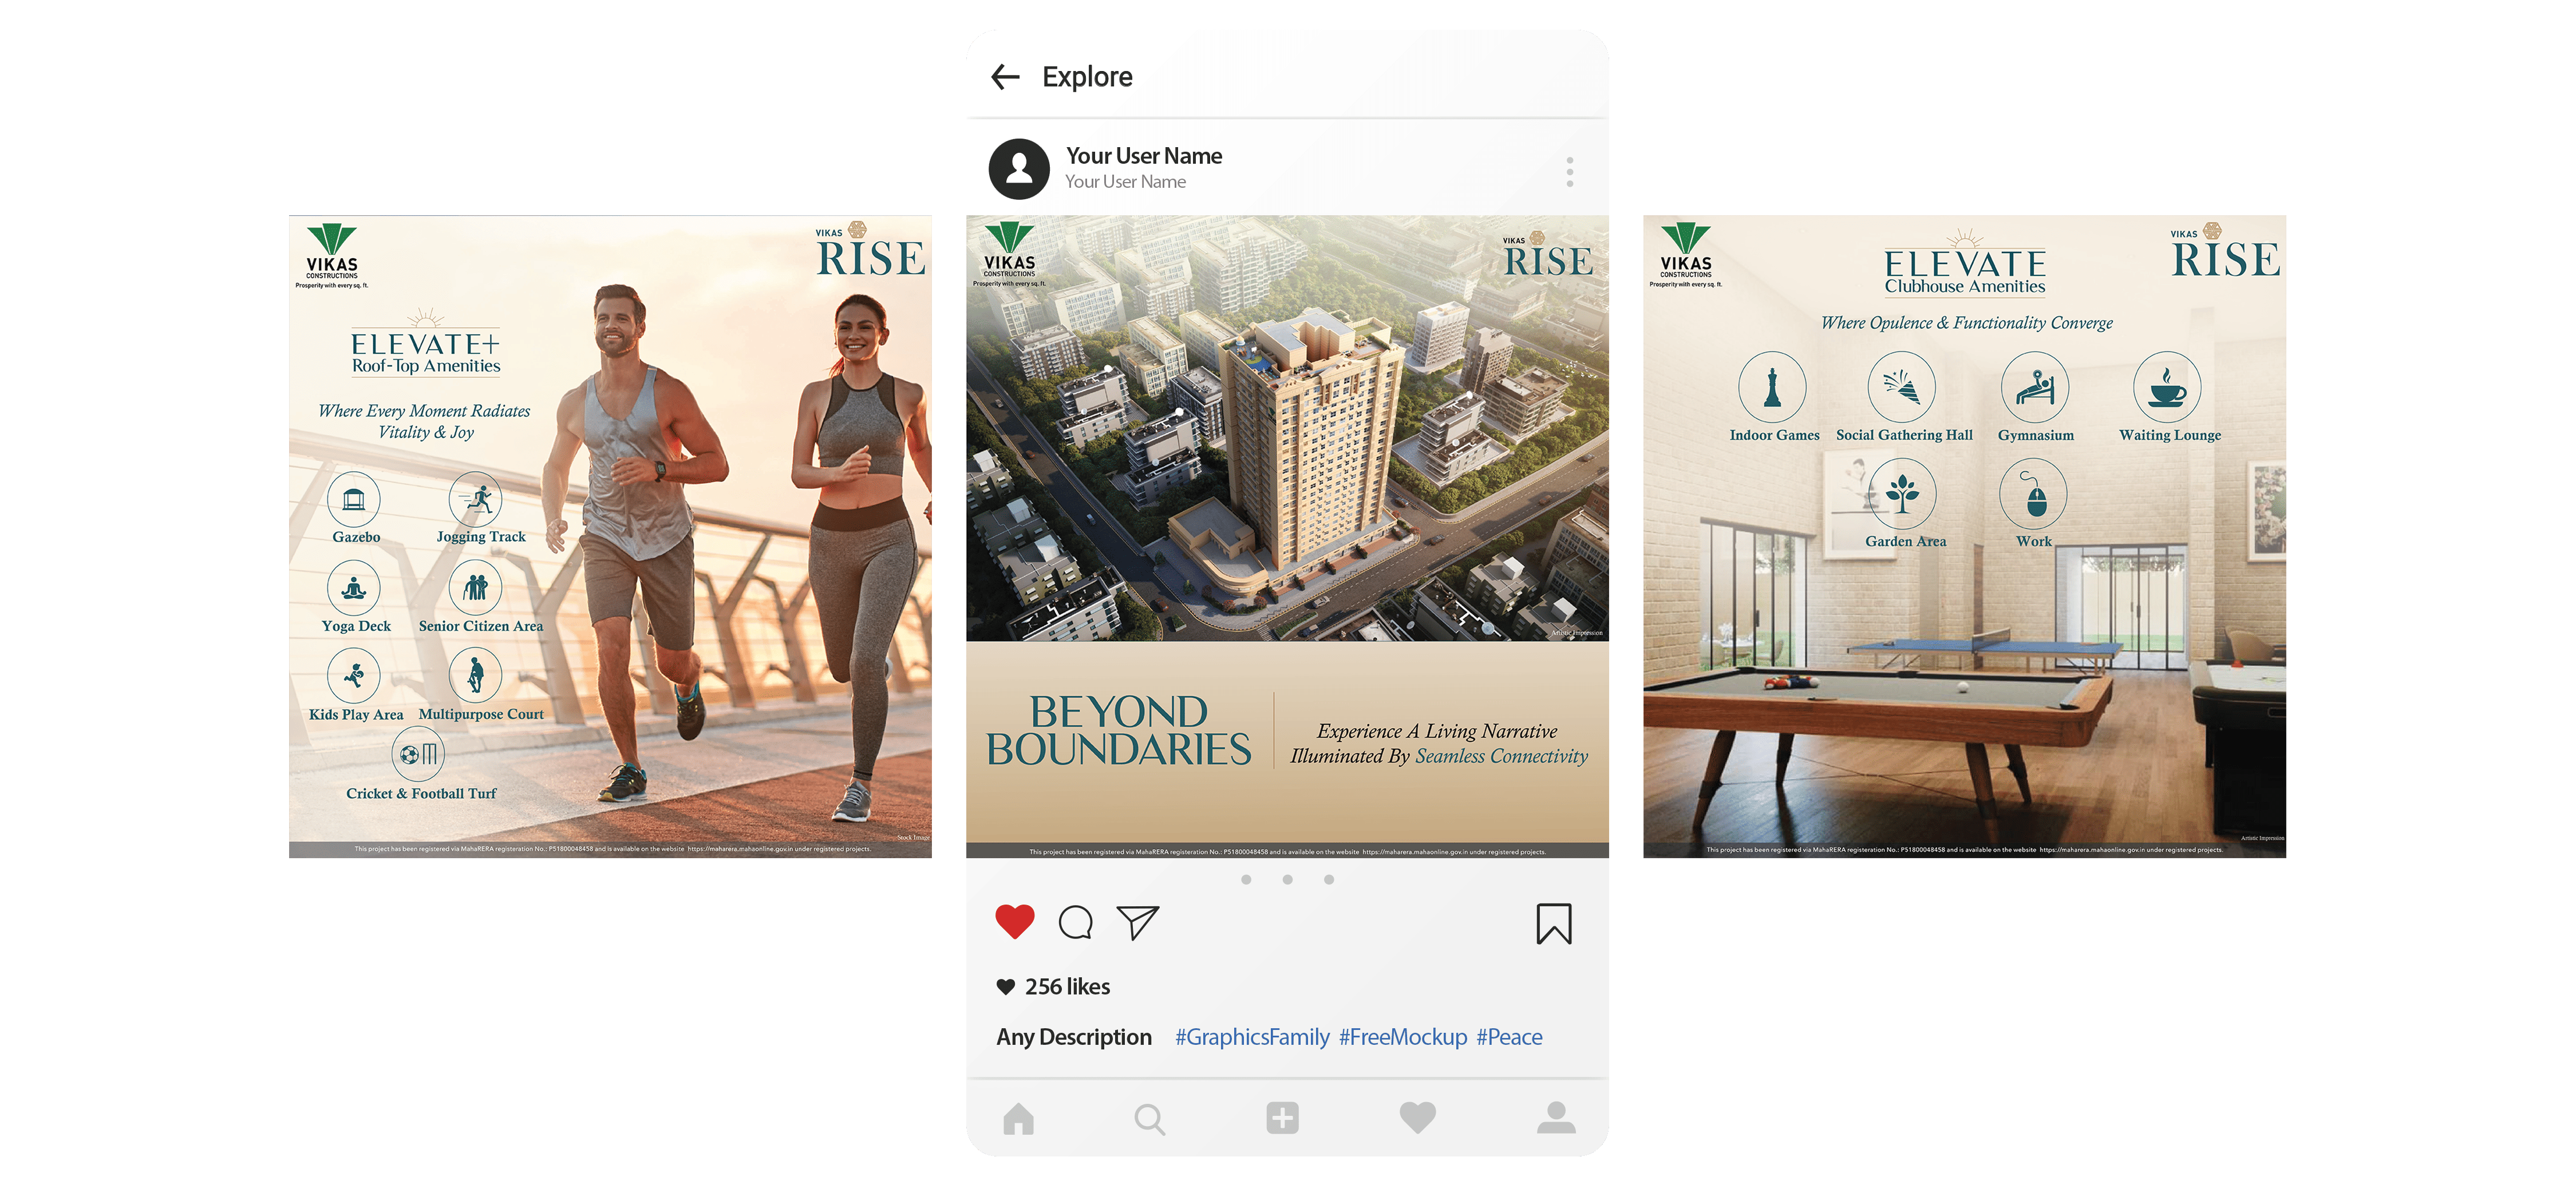 VIKAS
CONSTRUCTIONS
Prosperity with every sq. ft.
VIKAS
RISE
ELEVATE+
Roof-Top Amenities
Where Every Moment Radiates
Vitality & Joy
Gazebo
Jogging Track
Yoga Deck
Senior Citizen Area
Kids Play Area
Multipurpose Court
Cricket & Football Turf
Stock Image
This project has been registered via MahaRERA registeration No.: P51800048458 and is available on the website https://maharera.mahaonline.gov.in under registered projects.
Explore
Your User Name
Your User Name
VIKAS
CONSTRUCTIONS
Prosperity with every sq. ft.
VIKAS
RISE
Artistic Impression
BEYOND
BOUNDARIES
Experience A Living Narrative
Illuminated By Seamless Connectivity
This project has been registered via MahaRERA registeration No.: P51800048458 and is available on the website https://maharera.mahaonline.gov.in under registered projects.
256 likes
Any Description #GraphicsFamily #FreeMockup #Peace
VIKAS
CONSTRUCTIONS
Prosperity with every sq. ft.
ELEVATE
Clubhouse Amenities
VIKAS
RISE
Where Opulence & Functionality Converge
Indoor Games
Social Gathering Hall
Gymnasium
Waiting Lounge
Garden Area
Work
Artistic Impression
This project has been registered via MahaRERA registeration No.: P51800048458 and is available on the website https://maharera.mahaonline.gov.in under registered projects.